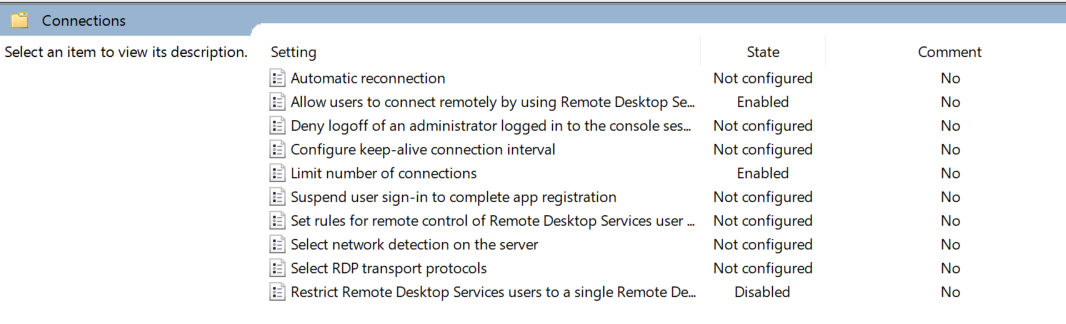 Connections
Select an item to view its description.
Setting State Comment
Automatic reconnection Not configured No
Allow users to connect remotely by using Remote Desktop Se... Enabled No
Deny logoff of an administrator logged in to the console ses... Not configured No
Configure keep-alive connection interval Not configured No
Limit number of connections Enabled No
Suspend user sign-in to complete app registration Not configured No
Set rules for remote control of Remote Desktop Services user ... Not configured No
Select network detection on the server Not configured No
Select RDP transport protocols Not configured No
Restrict Remote Desktop Services users to a single Remote De... Disabled No